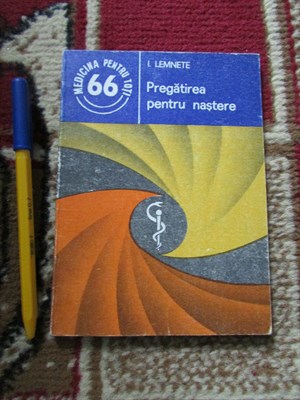 MEDICINA PENTRU TOȚI
66
I. LEMNETE
Pregătirea
pentru naștere